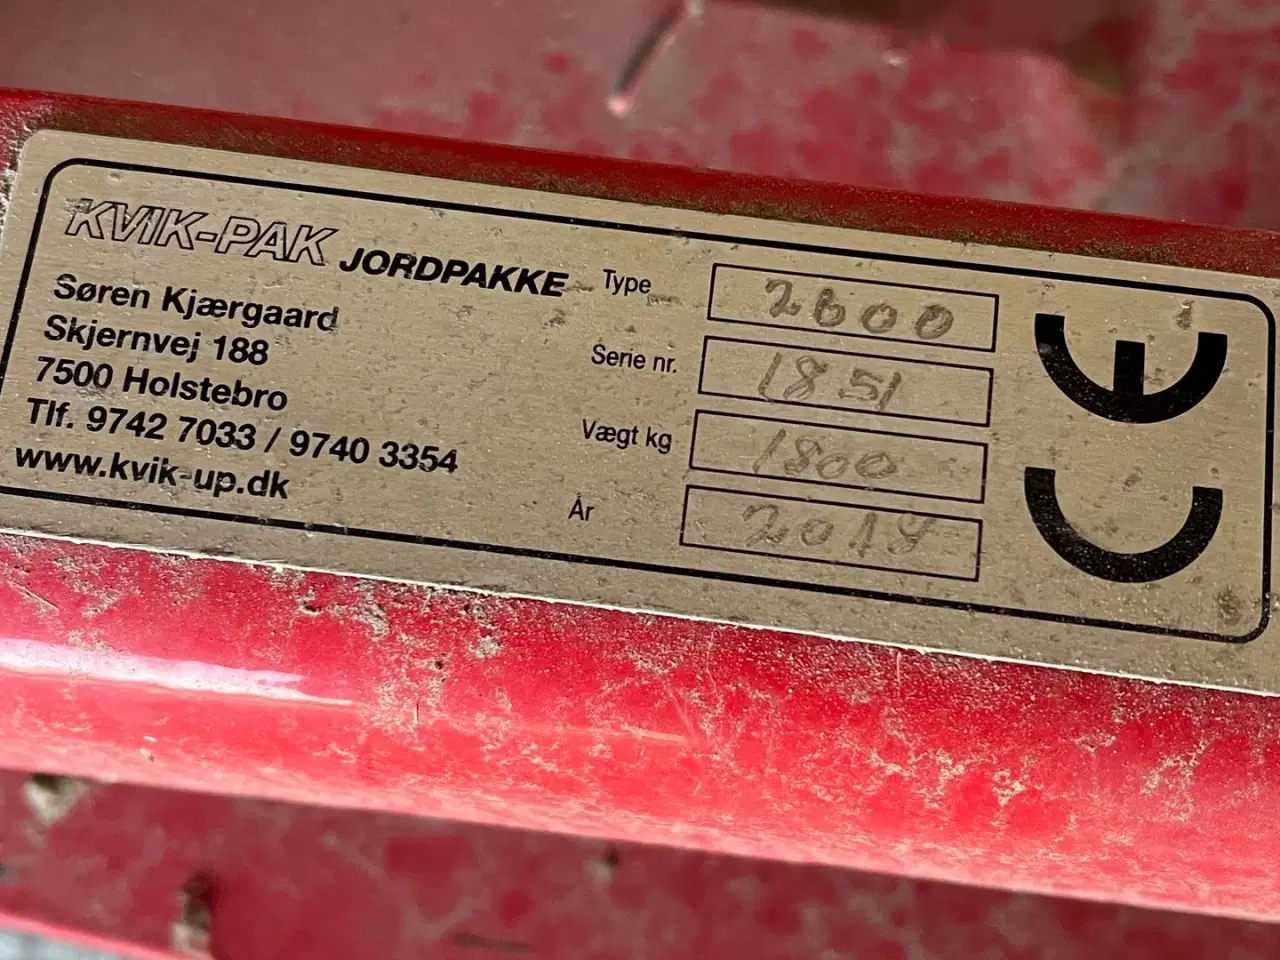 KVIK-PAK JORDPAKKE
Søren Kjærgaard
Skjernvej 188
7500 Holstebro
Tlf. 9742 7033 / 9740 3354
www.kvik-up.dk
Type 2600
Serie nr. 1851
Vægt kg 1800
År
CE